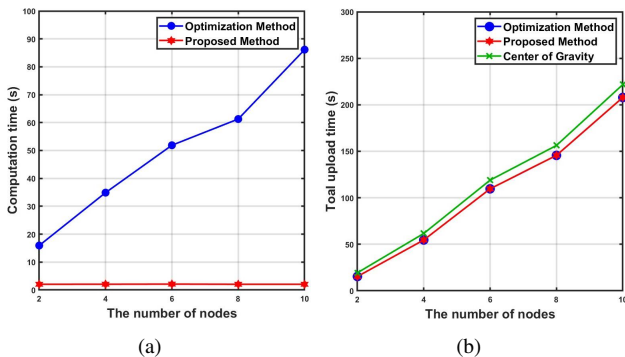 100
90
80
70
60
50
40
30
20
10
0
Computation time (s)
Optimization Method
Proposed Method
2 4 6 8 10
The number of nodes
(a)
300
250
200
150
100
50
0
Toal upload time (s)
Optimization Method
Proposed Method
Center of Gravity
2 4 6 8 10
The number of nodes
(b)